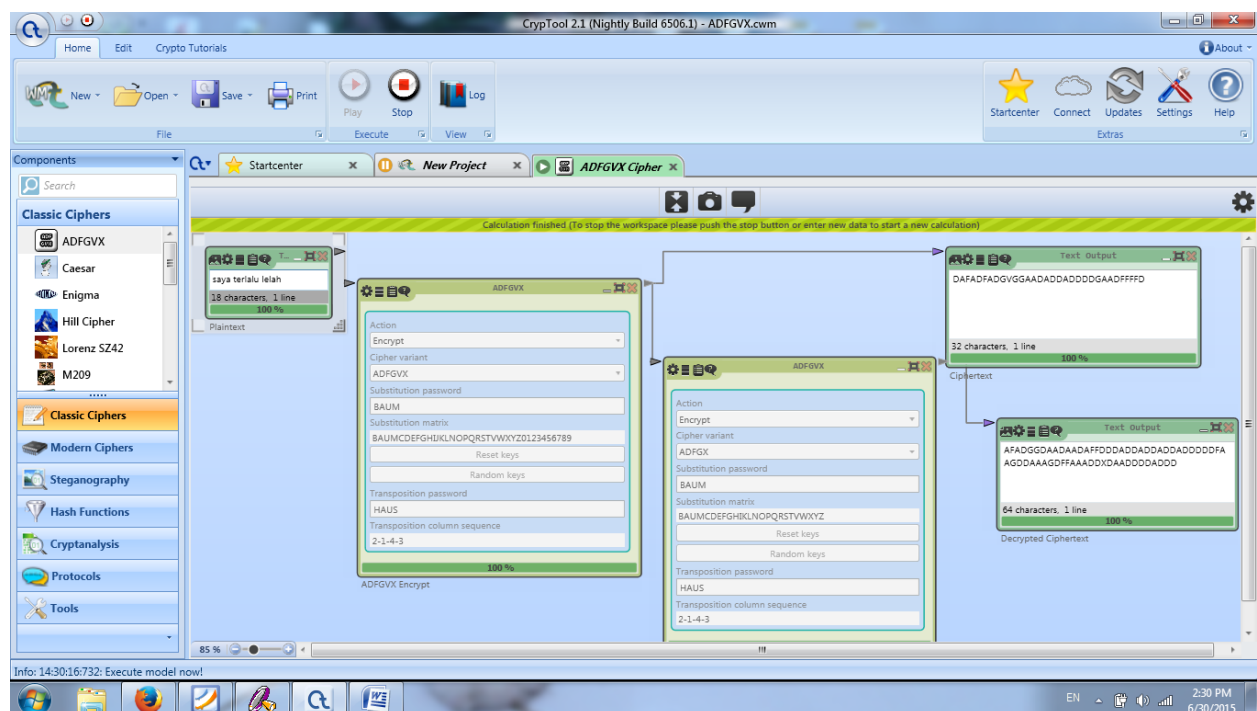 CrypTool 2.1 (Nightly Build 6506.1) - ADFGVX.cwm
Home Edit Crypto Tutorials About
New Open Save Print Play Stop Log Startcenter Connect Updates Settings Help
File Execute View Extras
Components Startcenter x New Project x ADFGVX Cipher x
Search
Calculation finished (To stop the workspace please push the stop button or enter new data to start a new calculation)
Classic Ciphers
ADFGVX
Caesar
Enigma
Hill Cipher
Lorenz SZ42
M209
Classic Ciphers
Modern Ciphers
Steganography
Hash Functions
Cryptanalysis
Protocols
Tools
T...
saya terlalu lelah
18 characters, 1 line
100 %
Plaintext
ADFGVX
Action
Encrypt
Cipher variant
ADFGVX
Substitution password
BAUM
Substitution matrix
BAUMCDEFGHIJKLNOPQRSTVWXYZ0123456789
Reset keys
Random keys
Transposition password
HAUS
Transposition column sequence
2-1-4-3
100 %
ADFGVX Encrypt
ADFGVX
Action
Encrypt
Cipher variant
ADFGX
Substitution password
BAUM
Substitution matrix
BAUMCDEFGHIKLNOPQRSTVWXYZ
Reset keys
Random keys
Transposition password
HAUS
Transposition column sequence
2-1-4-3
Text Output
DAFADFADGVGGAADADDADDDDGAADFFFFD
32 characters, 1 line
100 %
Ciphertext
Text Output
AFADGGDAADAADAFFDDDADDADDADDADDDDDFA
AGDDAAAGDFFAAADDXDAADDDDADDD
64 characters, 1 line
100 %
Decrypted Ciphertext
85 %
Info: 14:30:16:732: Execute model now!
EN 2:30 PM
6/30/2015